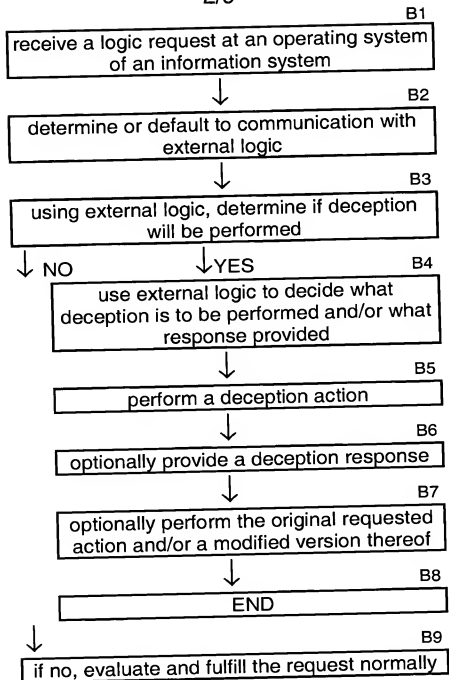 B1
receive a logic request at an operating system
of an information system
B2
determine or default to communication with
external logic
B3
using external logic, determine if deception
will be performed
NO YES B4
use external logic to decide what
deception is to be performed and/or what
response provided
B5
perform a deception action
B6
optionally provide a deception response
B7
optionally perform the original requested
action and/or a modified version thereof
B8
END
B9
if no, evaluate and fulfill the request normally